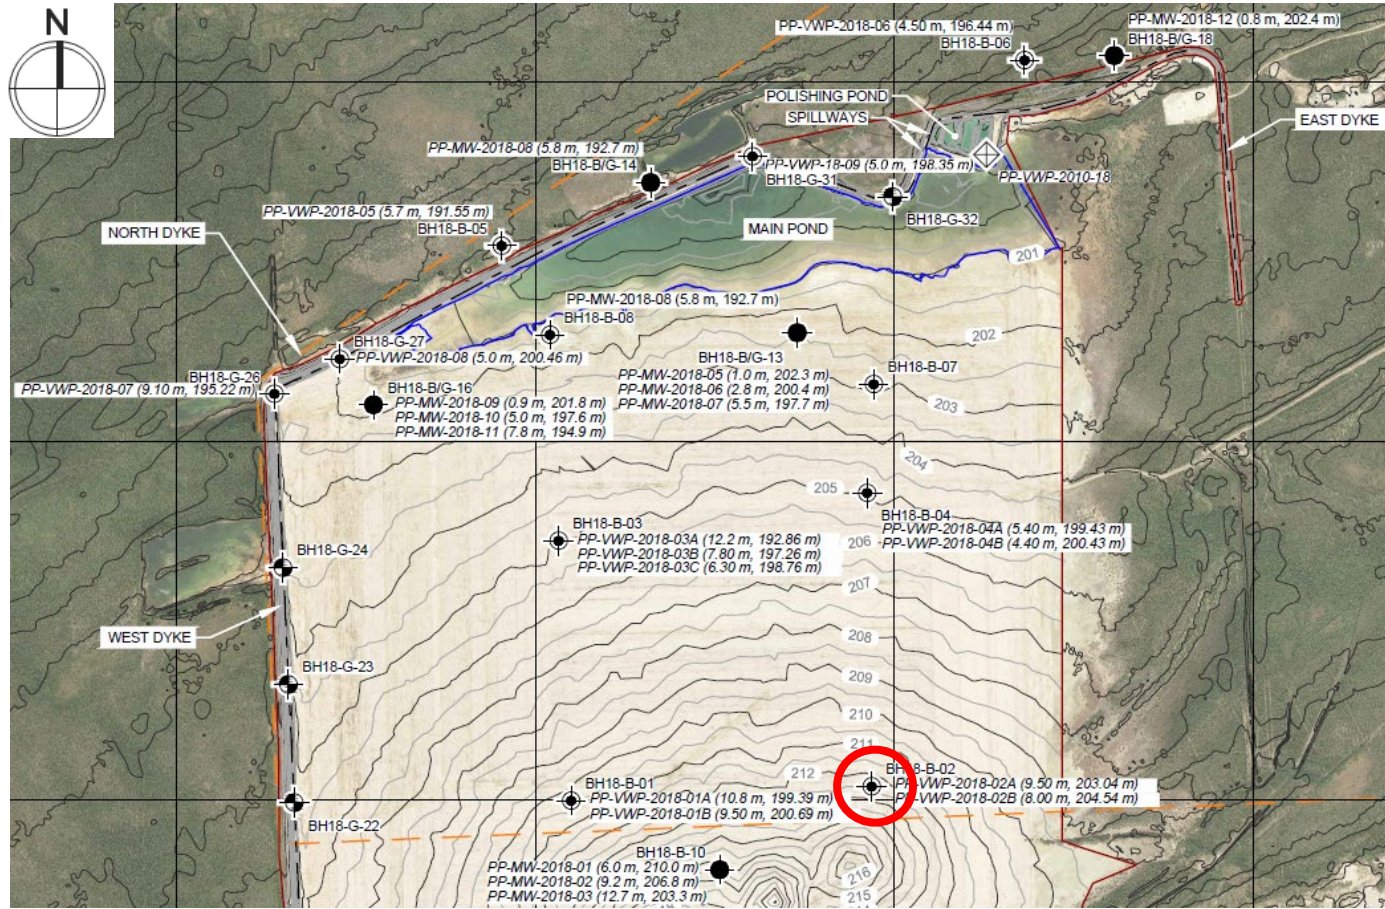 N
PP-VWP-2018-06 (4.50 m, 196.44 m)
BH18-B-06
PP-MW-2018-12 (0.8 m, 202.4 m)
BH18-B/G-18
POLISHING POND
SPILLWAYS
EAST DYKE
PP-MW-2018-08 (5.8 m, 192.7 m)
BH18-B/G-14
PP-VWP-18-09 (5.0 m, 198.35 m)
BH18-G-31
PP-VWP-2010-18
BH18-G-32
PP-VWP-2018-05 (5.7 m, 191.55 m)
BH18-B-05
NORTH DYKE
MAIN POND
201
PP-MW-2018-08 (5.8 m, 192.7 m)
BH18-B-08
202
BH18-G-27
PP-VWP-2018-08 (5.0 m, 200.46 m)
BH18-G-26
PP-VWP-2018-07 (9.10 m, 195.22 m)
BH18-B/G-16
PP-MW-2018-09 (0.9 m, 201.8 m)
PP-MW-2018-10 (5.0 m, 197.6 m)
PP-MW-2018-11 (7.8 m, 194.9 m)
BH18-B/G-13
PP-MW-2018-05 (1.0 m, 202.3 m)
PP-MW-2018-06 (2.8 m, 200.4 m)
PP-MW-2018-07 (5.5 m, 197.7 m)
BH18-B-07
203
204
205
BH18-B-04
PP-VWP-2018-04A (5.40 m, 199.43 m)
PP-VWP-2018-04B (4.40 m, 200.43 m)
BH18-B-03
PP-VWP-2018-03A (12.2 m, 192.86 m)
PP-VWP-2018-03B (7.80 m, 197.26 m)
PP-VWP-2018-03C (6.30 m, 198.76 m)
206
BH18-G-24
207
WEST DYKE
208
BH18-G-23
209
210
211
212
BH18-B-02
PP-VWP-2018-02A (9.50 m, 203.04 m)
PP-VWP-2018-02B (8.00 m, 204.54 m)
BH18-B-01
PP-VWP-2018-01A (10.8 m, 199.39 m)
PP-VWP-2018-01B (9.50 m, 200.69 m)
BH18-G-22
BH18-B-10
PP-MW-2018-01 (6.0 m, 210.0 m)
PP-MW-2018-02 (9.2 m, 206.8 m)
PP-MW-2018-03 (12.7 m, 203.3 m)
216
215